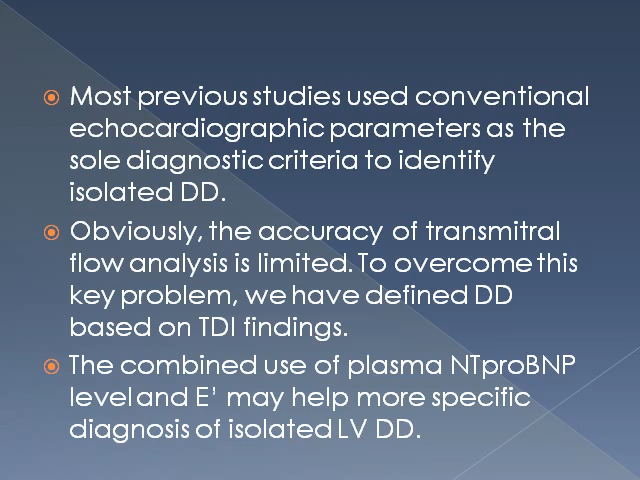 Most previous studies used conventional
echocardiographic parameters as the
sole diagnostic criteria to identify
isolated DD.
Obviously, the accuracy of transmitral
flow analysis is limited. To overcome this
key problem, we have defined DD
based on TDI findings.
The combined use of plasma NTproBNP
level and E’ may help more specific
diagnosis of isolated LV DD.